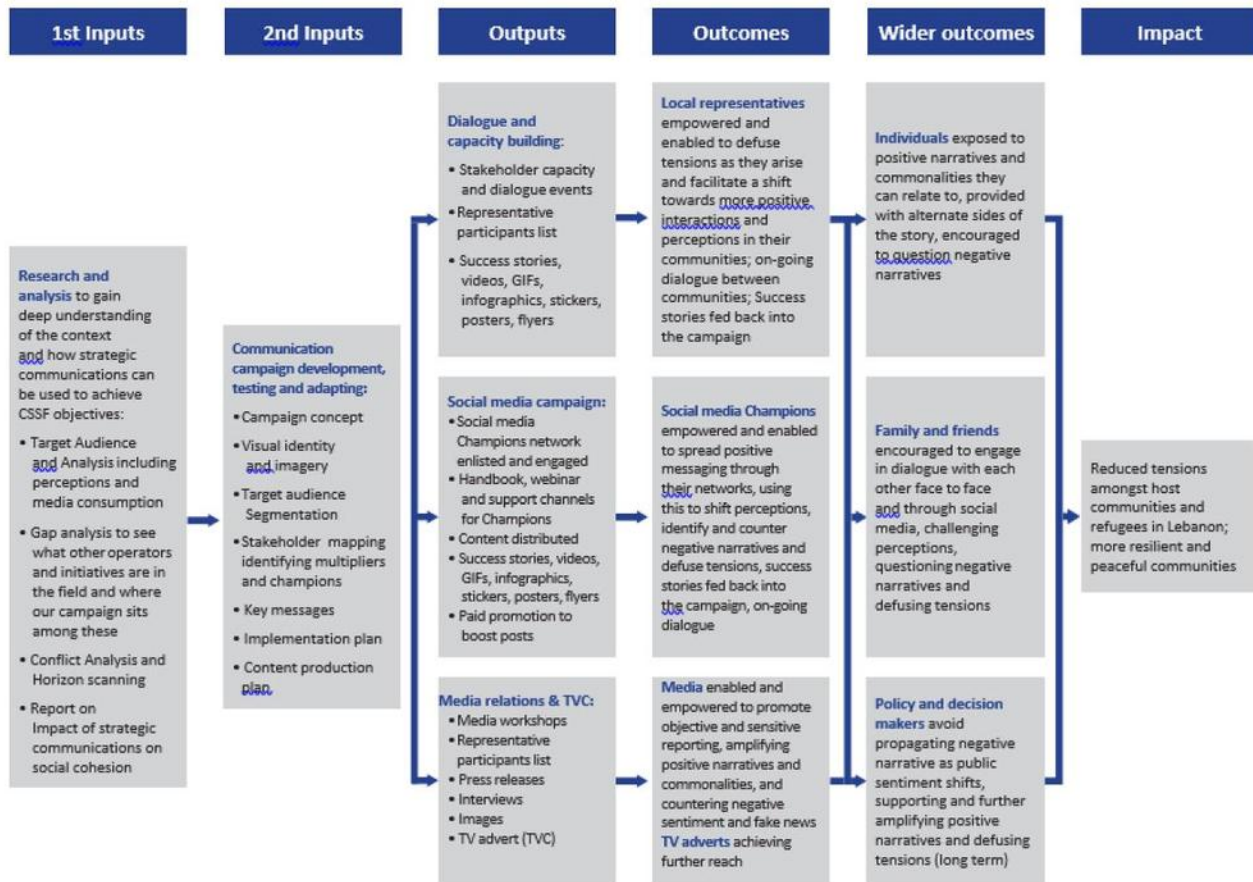 1st Inputs
2nd Inputs
Outputs
Outcomes
Wider outcomes
Impact
Research and
analysis to gain
deep understanding
of the context
and how strategic
communications can
be used to achieve
CSSF objectives:
• Target Audience
and Analysis including
perceptions and
media consumption
• Gap analysis to see
what other operators
and initiatives are in
the field and where
our campaign sits
among these
• Conflict Analysis and
Horizon scanning
• Report on
Impact of strategic
communications on
social cohesion
Communication
campaign development,
testing and adapting:
• Campaign concept
• Visual identity
and imagery
• Target audience
Segmentation
• Stakeholder mapping
identifying multipliers
and champions
• Key messages
• Implementation plan
• Content production
plan
Dialogue and
capacity building:
• Stakeholder capacity
and dialogue events
• Representative
participants list
• Success stories,
videos, GIFs,
infographics, stickers,
posters, flyers
Social media campaign:
• Social media
Champions network
enlisted and engaged
• Handbook, webinar
and support channels
for Champions
• Content distributed
• Success stories, videos,
GIFs, infographics,
stickers, posters, flyers
• Paid promotion to
boost posts
Media relations & TVC:
• Media workshops
• Representative
participants list
• Press releases
• Interviews
• Images
• TV advert (TVC)
Local representatives
empowered and
enabled to defuse
tensions as they arise
and facilitate a shift
towards more positive
interactions and
perceptions in their
communities; on-going
dialogue between
communities; Success
stories fed back into
the campaign
Social media Champions
empowered and enabled
to spread positive
messaging through
their networks, using
this to shift perceptions,
identify and counter
negative narratives and
defuse tensions, success
stories fed back into
the campaign, on-going
dialogue
Media enabled and
empowered to promote
objective and sensitive
reporting, amplifying
positive narratives and
commonalities, and
countering negative
sentiment and fake news
TV adverts achieving
further reach
Individuals exposed to
positive narratives and
commonalities they
can relate to, provided
with alternate sides of
the story, encouraged
to question negative
narratives
Family and friends
encouraged to engage
in dialogue with each
other face to face
and through social
media, challenging
perceptions,
questioning negative
narratives and
defusing tensions
Policy and decision
makers avoid
propagating negative
narrative as public
sentiment shifts,
supporting and further
amplifying positive
narratives and defusing
tensions (long term)
Reduced tensions
amongst host
communities and
refugees in Lebanon;
more resilient and
peaceful communities